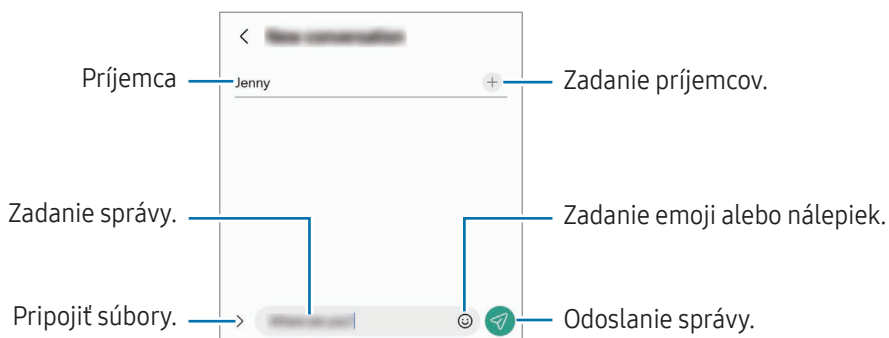 Príjemca
Jenny
Zadanie príjemcov.
Zadanie správy.
Zadanie emoji alebo nálepiek.
Pripojiť súbory.
Odoslanie správy.